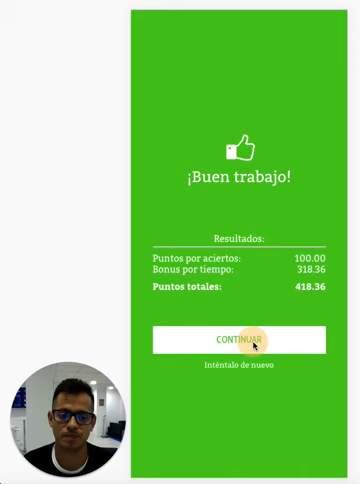 ¡Buen trabajo!
Resultados:
Puntos por aciertos: 100.00
Bonus por tiempo: 318.36
Puntos totales: 418.36
CONTINUAR
Inténtalo de nuevo